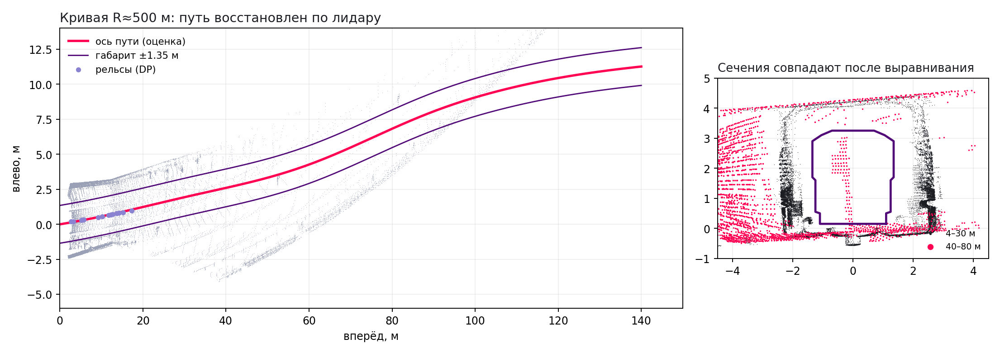 Кривая R≈500 м: путь восстановлен по лидару
ось пути (оценка)
габарит ±1.35 м
рельсы (DP)
12.5
10.0
7.5
5.0
2.5
0.0
−2.5
−5.0
влево, м
0 20 40 60 80 100 120 140
вперёд, м
Сечения совпадают после выравнивания
5
4
3
2
1
0
−1
4–30 м
40–80 м
−4 −2 0 2 4